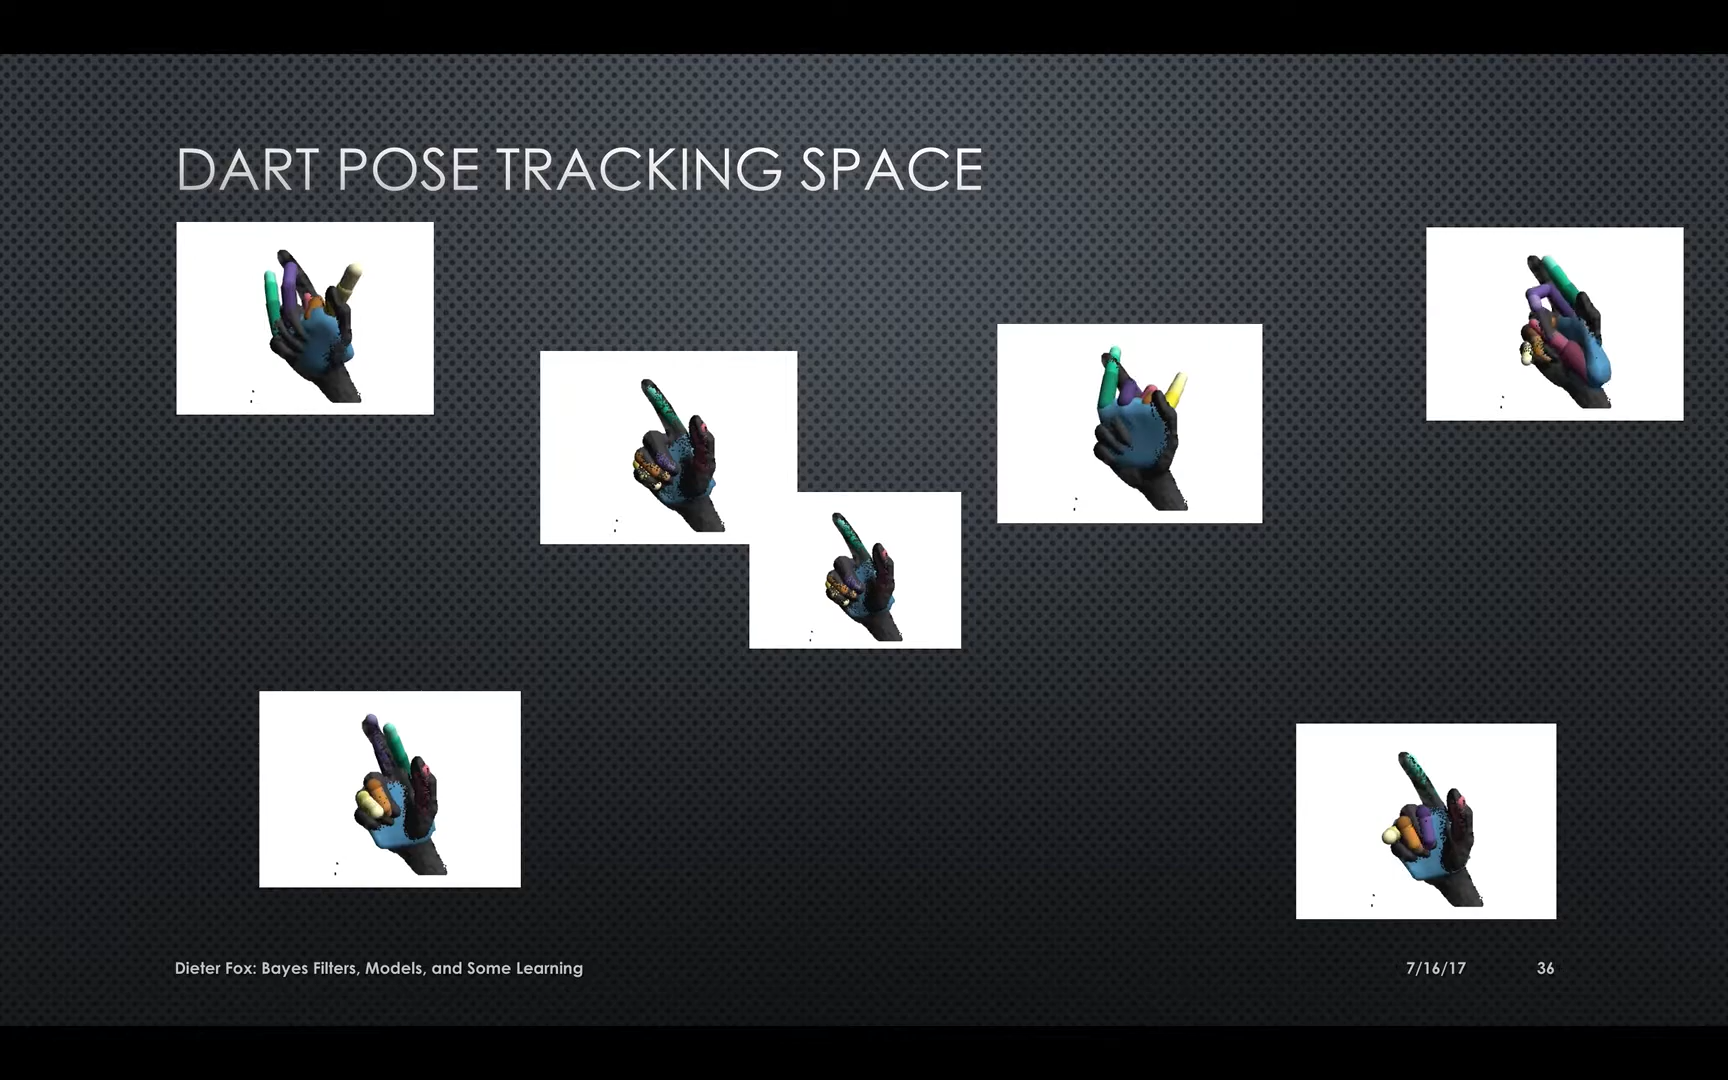 DART POSE TRACKING SPACE
Dieter Fox: Bayes Filters, Models, and Some Learning
7/16/17
36